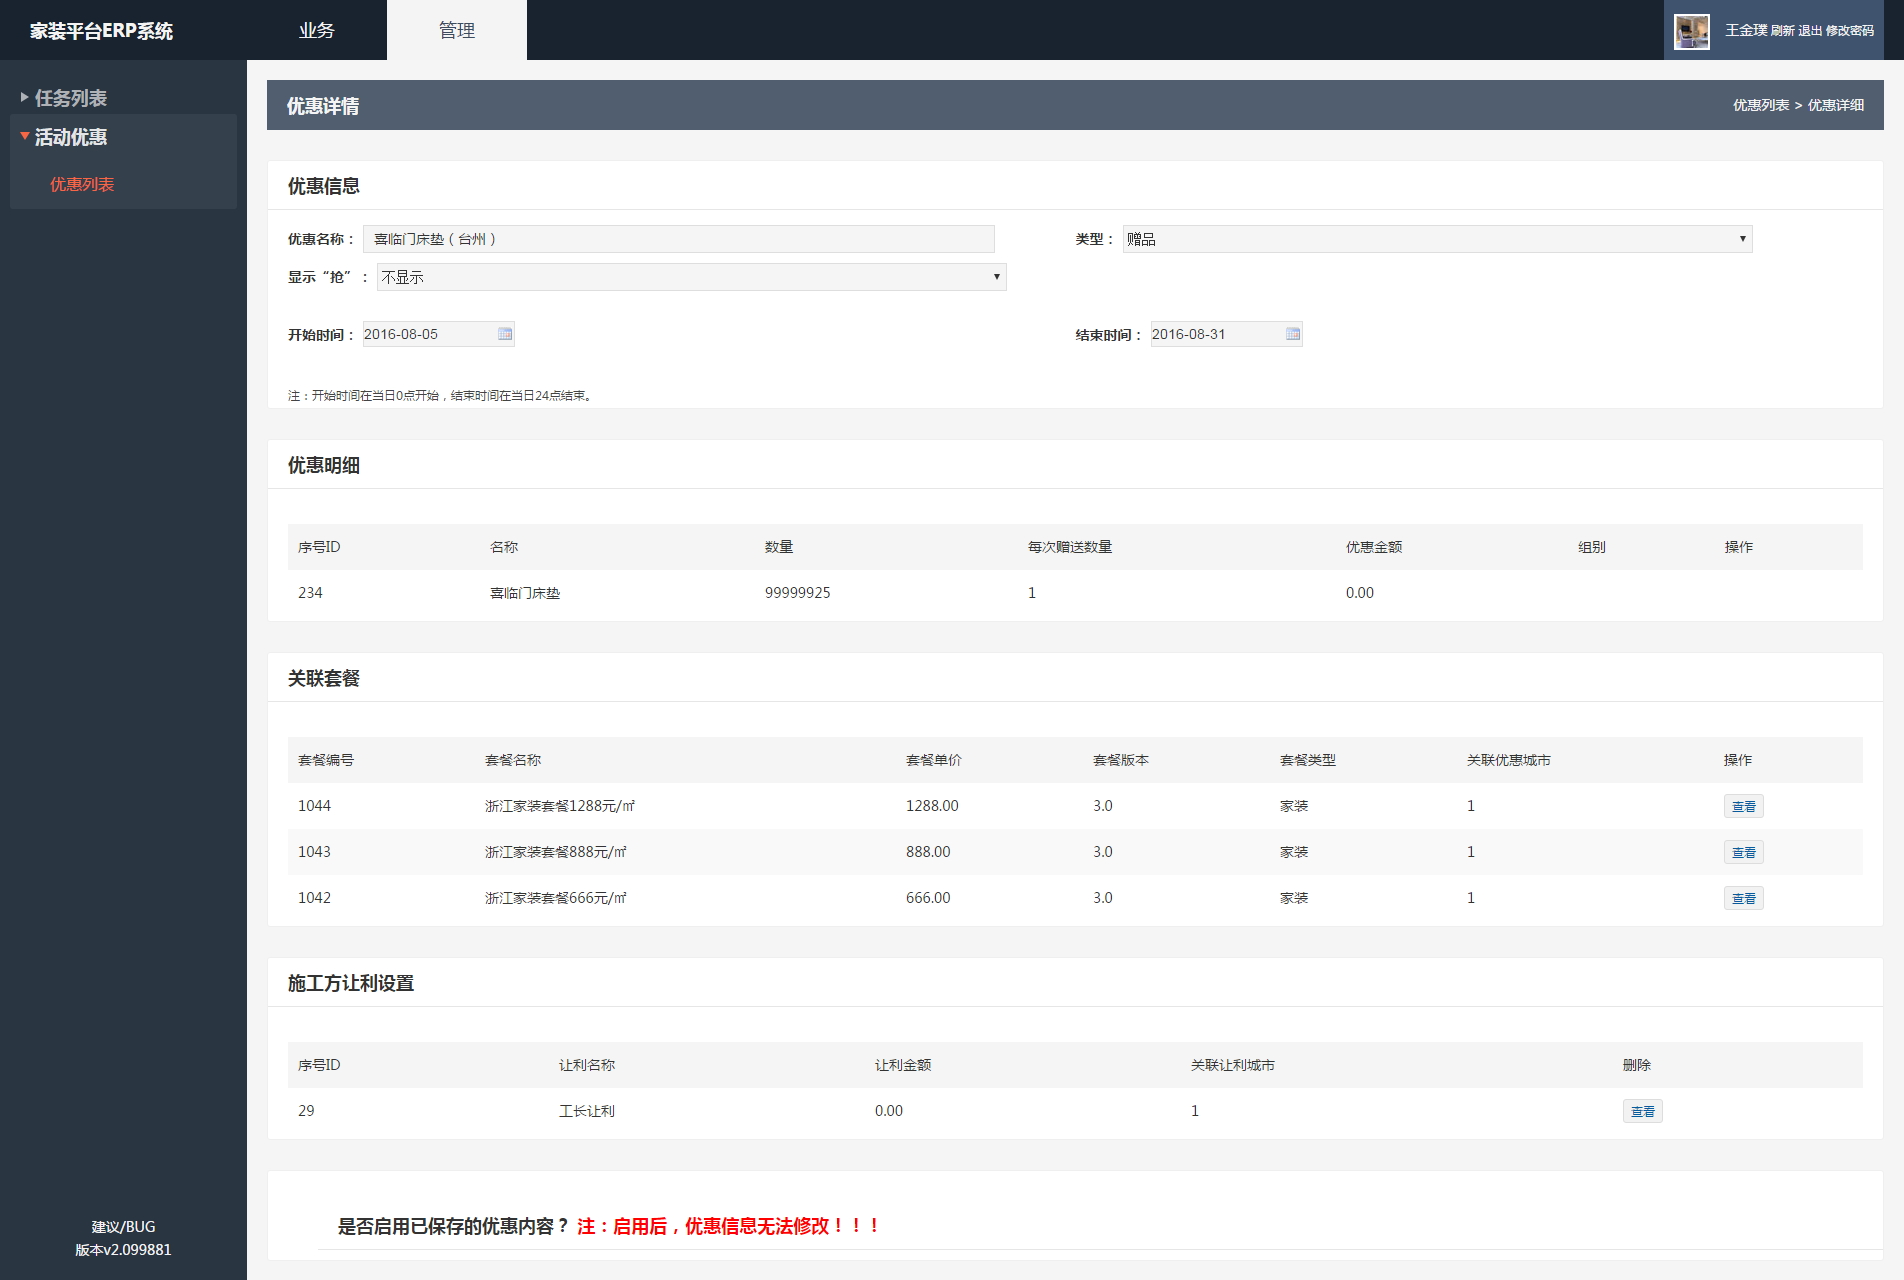 家装平台ERP系统
业务
管理
王金璞 刷新 退出 修改密码
任务列表
活动优惠
优惠列表
优惠详情
优惠列表 > 优惠详细
优惠信息
优惠名称： 喜临门床垫（台州） 类型： 赠品
显示“抢” ： 不显示
开始时间： 2016-08-05 结束时间： 2016-08-31
注：开始时间在当日0点开始，结束时间在当日24点结束。
优惠明细
序号ID 名称 数量 每次赠送数量 优惠金额 组别 操作
234 喜临门床垫 99999925 1 0.00
关联套餐
套餐编号 套餐名称 套餐单价 套餐版本 套餐类型 关联优惠城市 操作
1044 浙江家装套餐1288元/㎡ 1288.00 3.0 家装 1 查看
1043 浙江家装套餐888元/㎡ 888.00 3.0 家装 1 查看
1042 浙江家装套餐666元/㎡ 666.00 3.0 家装 1 查看
施工方让利设置
序号ID 让利名称 让利金额 关联让利城市 删除
29 工长让利 0.00 1 查看
是否启用已保存的优惠内容？ 注：启用后，优惠信息无法修改！！！
建议/BUG
版本v2.099881